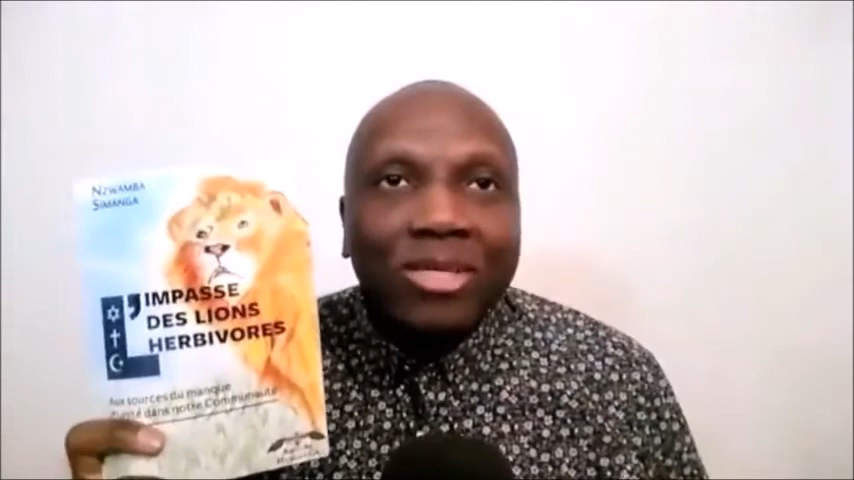 NZWAMBA
SIMANGA
L'IMPASSE
DES LIONS
HERBIVORES
Aux sources du manque
dans notre Communauté